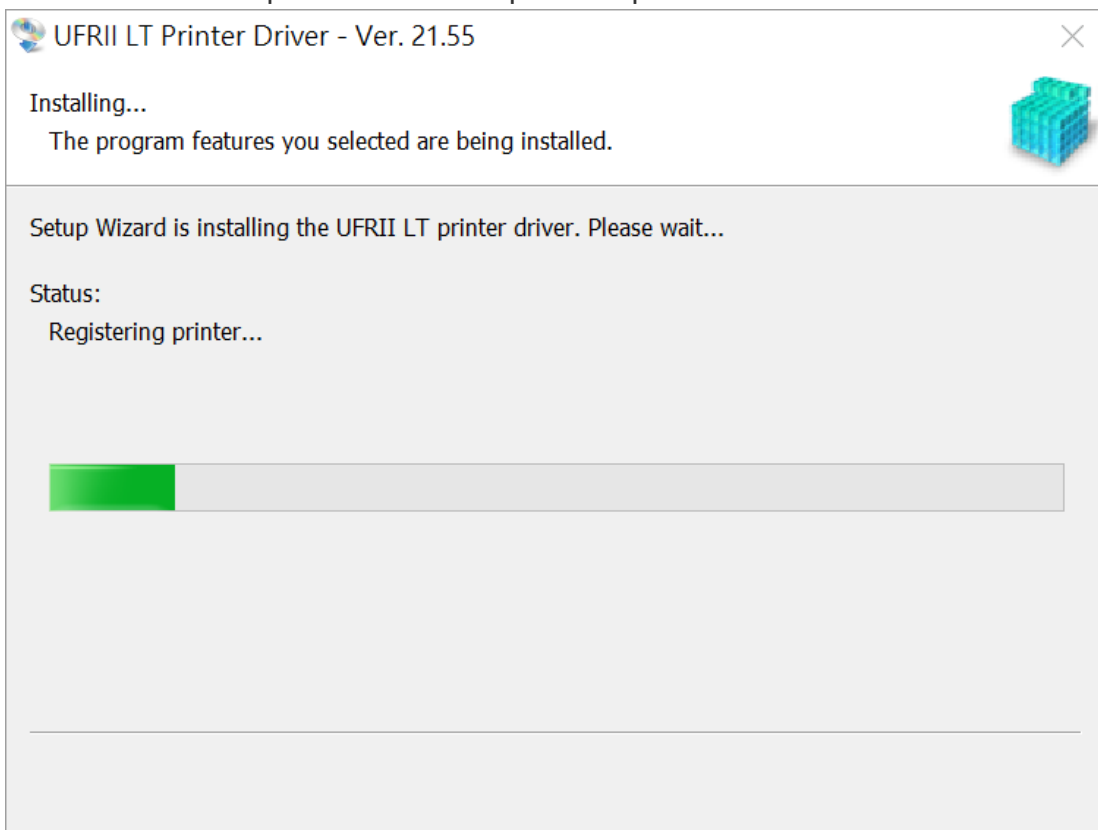 UFRII LT Printer Driver - Ver. 21.55
Installing...
The program features you selected are being installed.
Setup Wizard is installing the UFRII LT printer driver. Please wait...
Status:
Registering printer...